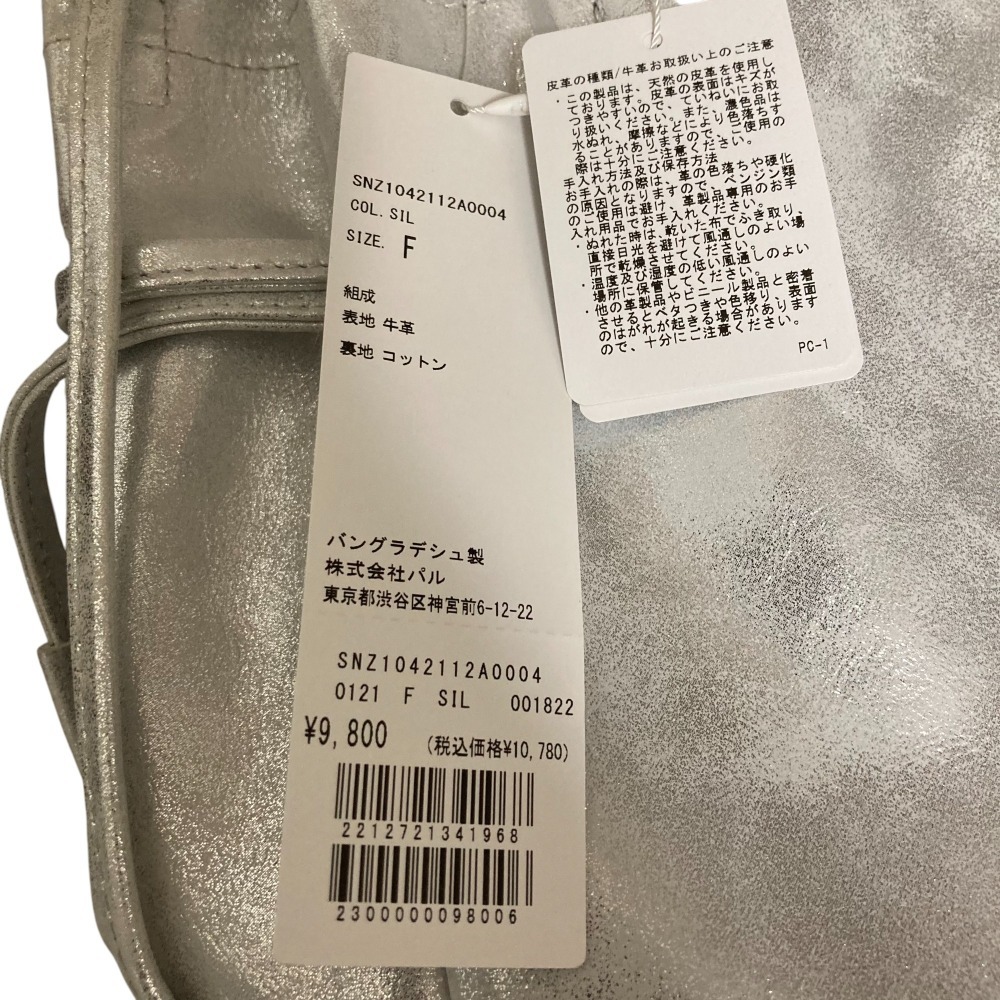 SNZ1042112A0004
COL. SIL
SIZE. F
組成
表地 牛革
裏地 コットン
バングラデシュ製
株式会社パル
東京都渋谷区神宮前6-12-22
SNZ1042112A0004
0121 F SIL 001822
¥9,800 (税込価格¥10,780)
2212721341968
2300000098006
皮革の種類/牛革お取扱い上のご注意
・この製品は、天然の皮革を使用し
ております。皮革の表面はキズが
つきやすいので、ていねいにお取
り扱いください。また、濃色品は
水ぬれ、摩擦などにより色落ちす
ることがありますので、ご使用の
際は十分にご注意ください。
手入れ方法及び保存方法
・お手入れの際は、革の色落ちや硬化
の原因となりますので、ベンジン類
のご使用は避け、革製品専用のお手
入れ用品をお使いください。
・ぬれた時は、乾いた布でふき取り、
直接日光を避けて風通しのよい場
所で乾燥させてください。
・温度及び湿度の低い風通しのよい
場所に保管してください。
・他の製品やビニール製品と密着
させるとベタつきや色移り、表面
のはがれが起きる場合があります
ので、十分にご注意ください。
PC-1